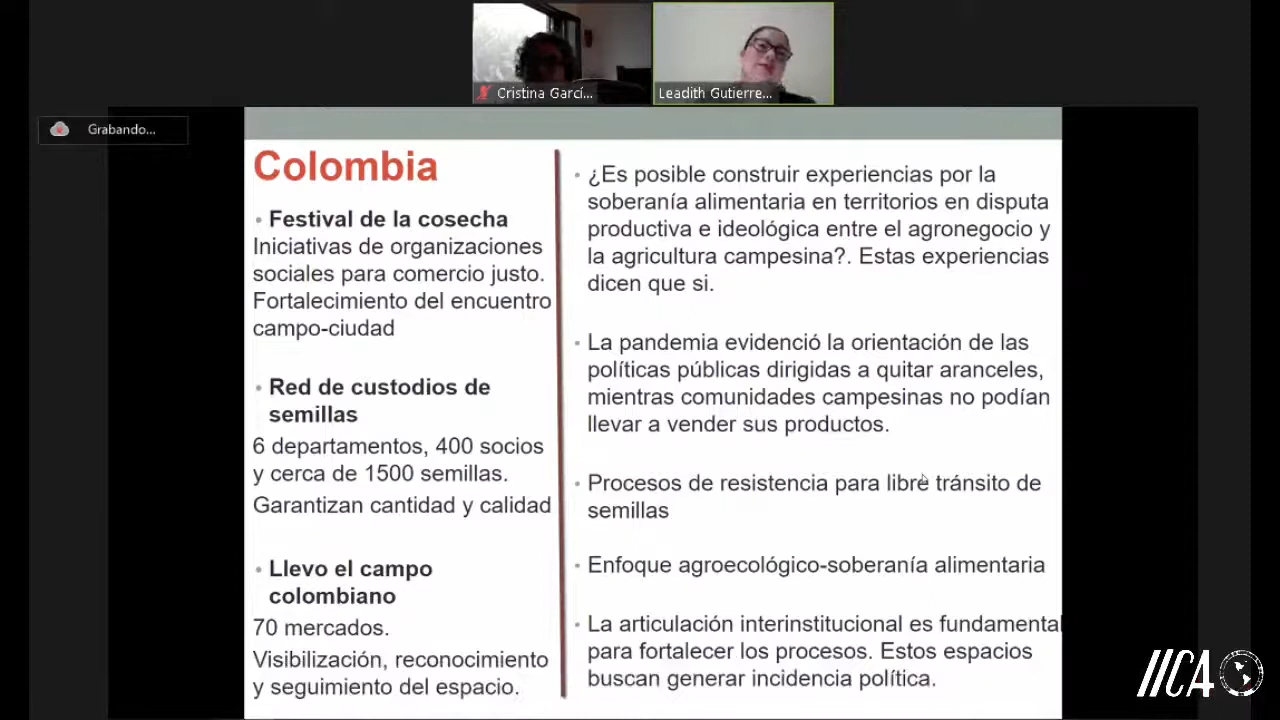 Cristina Garcí...
Leadith Gutierre...
Grabando...
Colombia
• Festival de la cosecha
Iniciativas de organizaciones
sociales para comercio justo.
Fortalecimiento del encuentro
campo-ciudad
• Red de custodios de
semillas
6 departamentos, 400 socios
y cerca de 1500 semillas.
Garantizan cantidad y calidad
• Llevo el campo
colombiano
70 mercados.
Visibilización, reconocimiento
y seguimiento del espacio.
• ¿Es posible construir experiencias por la
soberanía alimentaria en territorios en disputa
productiva e ideológica entre el agronegocio y
la agricultura campesina?. Estas experiencias
dicen que si.
• La pandemia evidenció la orientación de las
políticas públicas dirigidas a quitar aranceles,
mientras comunidades campesinas no podían
llevar a vender sus productos.
• Procesos de resistencia para libre tránsito de
semillas
• Enfoque agroecológico-soberanía alimentaria
• La articulación interinstitucional es fundamental
para fortalecer los procesos. Estos espacios
buscan generar incidencia política.
IICA